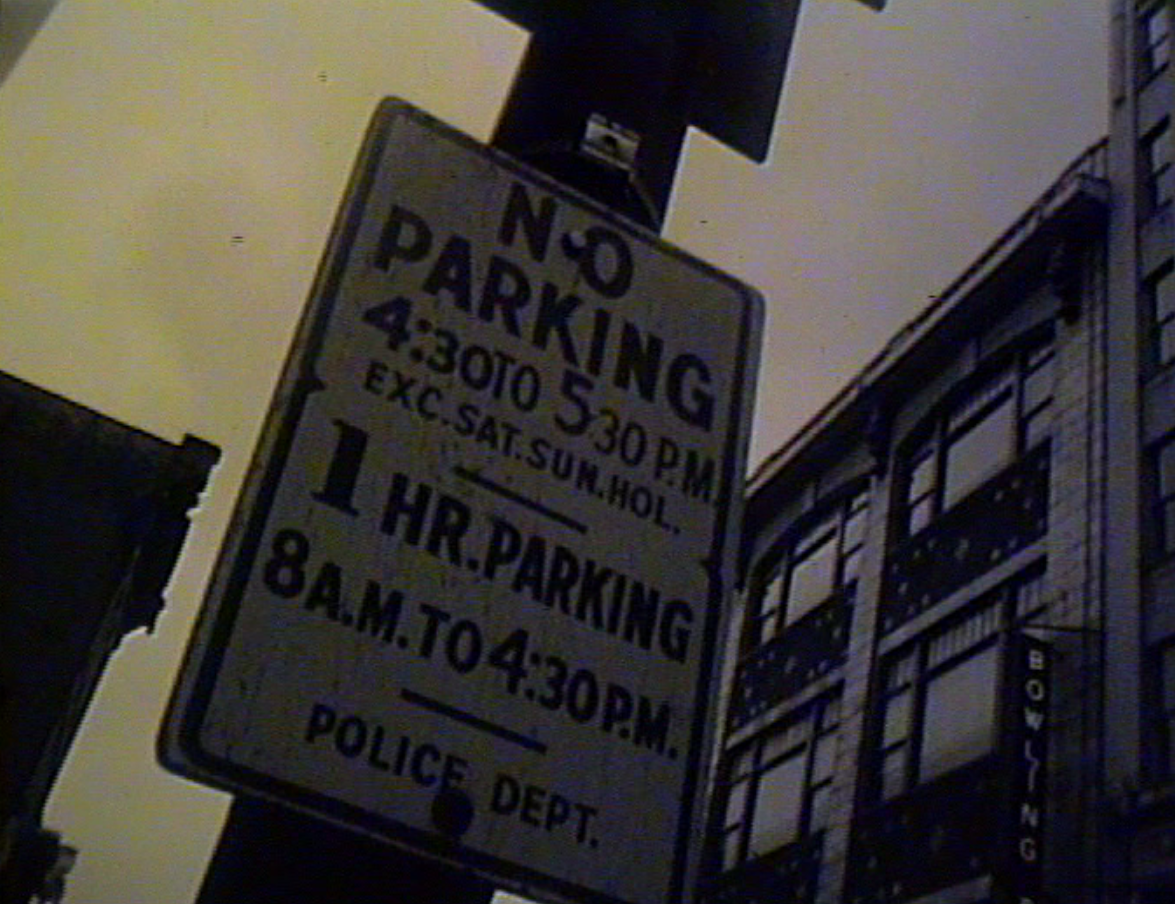 NO
PARKING
4:30 TO 5:30 P.M.
EXC. SAT. SUN. HOL.
1 HR. PARKING
8 A.M. TO 4:30 P.M.
POLICE DEPT.
BOWLING